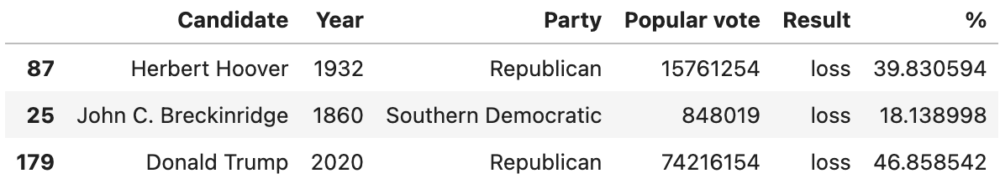 Candidate Year Party Popular vote Result %
87 Herbert Hoover 1932 Republican 15761254 loss 39.830594
25 John C. Breckinridge 1860 Southern Democratic 848019 loss 18.138998
179 Donald Trump 2020 Republican 74216154 loss 46.858542